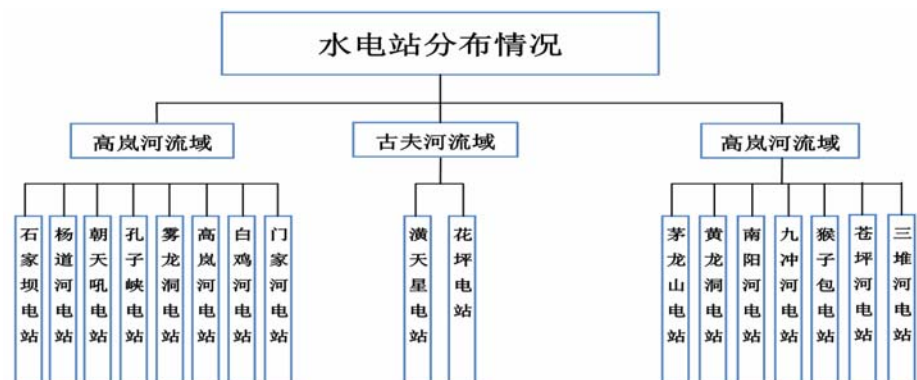 水电站分布情况
高岚河流域
古夫河流域
高岚河流域
石家坝电站
杨道河电站
朝天吼电站
孔子峡电站
雾龙洞电站
高岚河电站
白鸡河电站
门家河电站
潢天星电站
花坪电站
茅龙山电站
黄龙洞电站
南阳河电站
九冲河电站
猴子包电站
苍坪河电站
三堆河电站